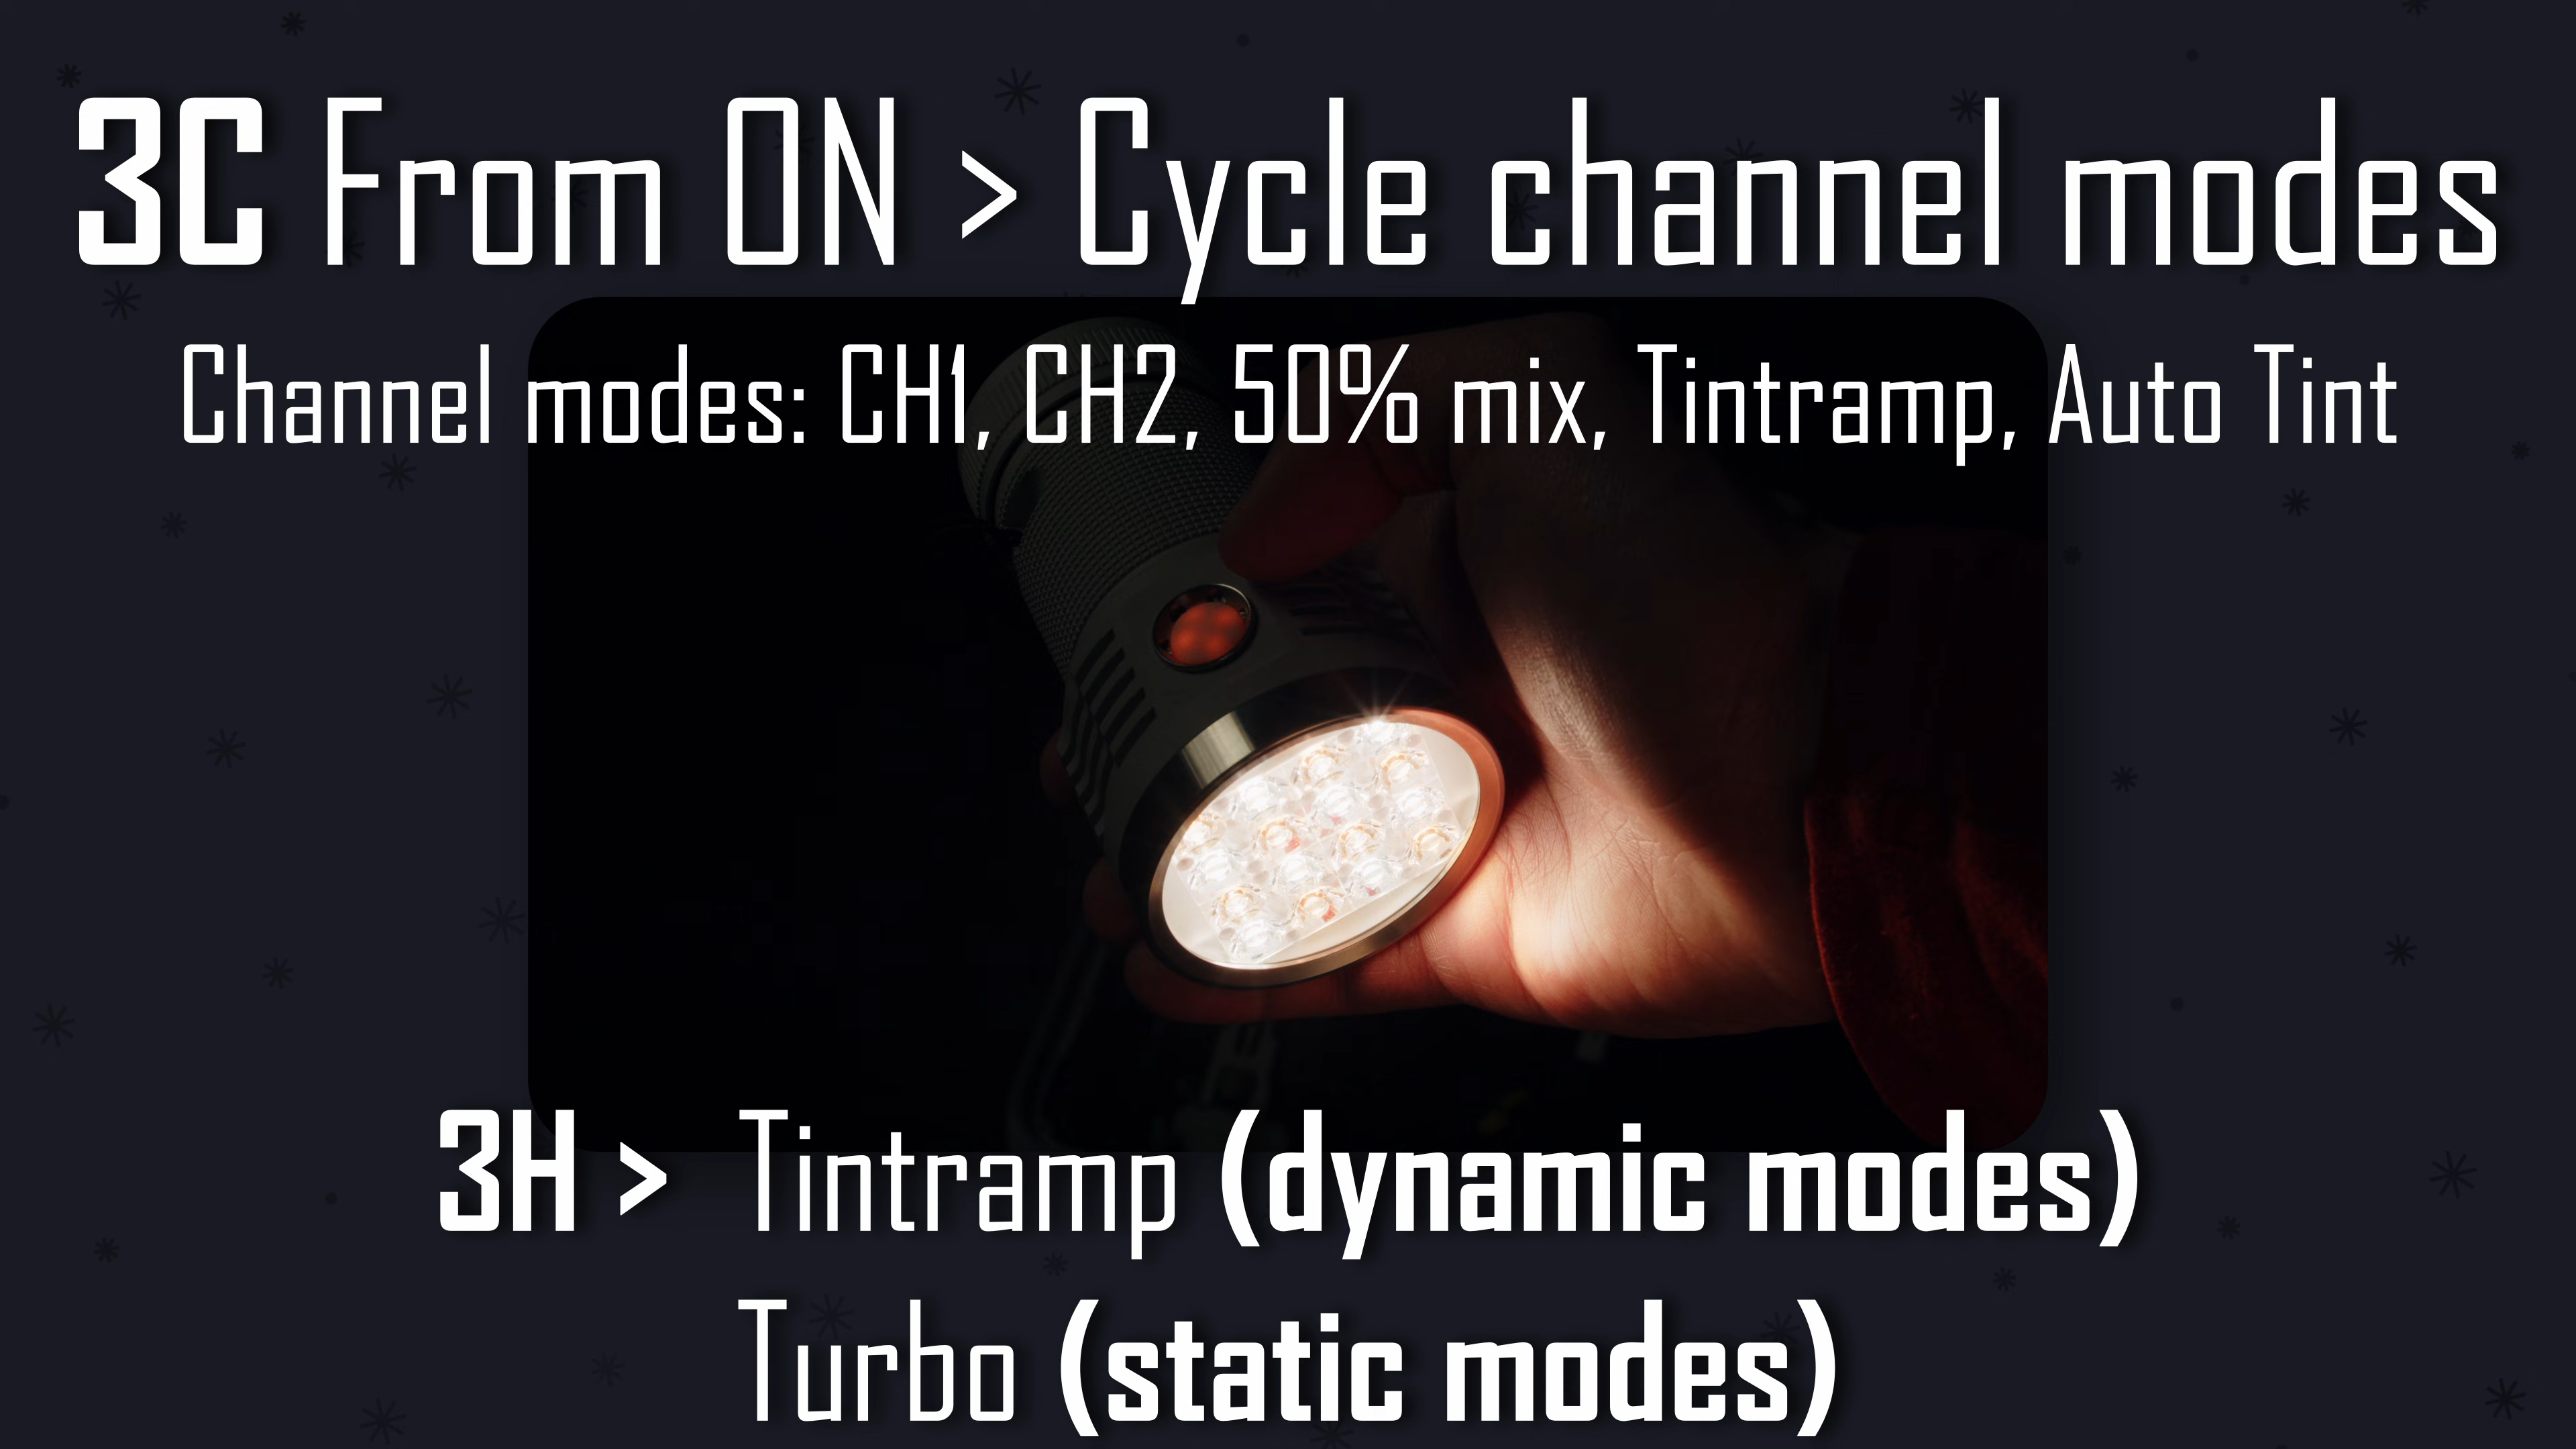 3C From ON > Cycle channel modes
Channel modes: CH1, CH2, 50% mix, Tintramp, Auto Tint
3H > Tintramp (dynamic modes)
Turbo (static modes)